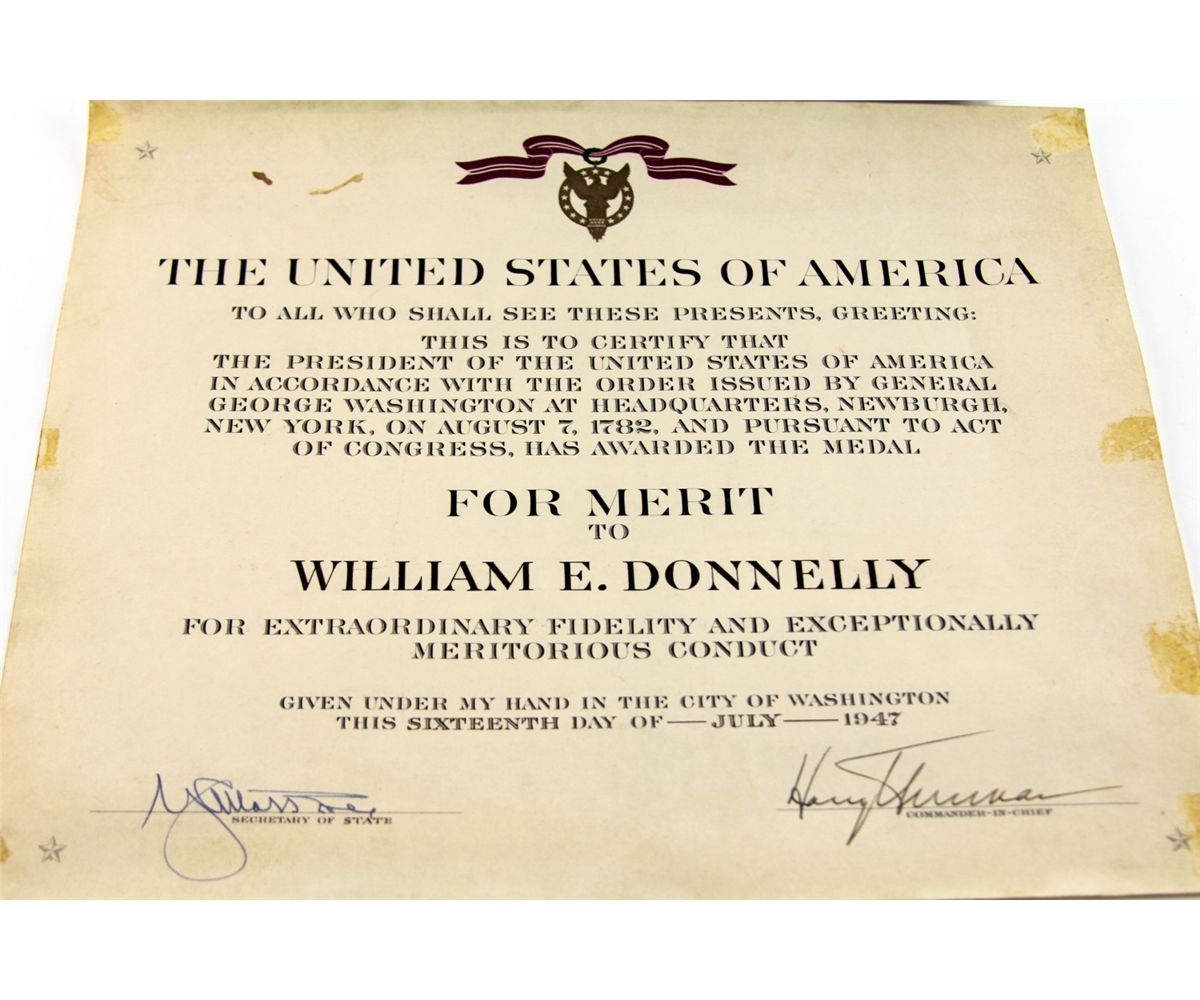 THE UNITED STATES OF AMERICA
TO ALL WHO SHALL SEE THESE PRESENTS, GREETING:
THIS IS TO CERTIFY THAT
THE PRESIDENT OF THE UNITED STATES OF AMERICA
IN ACCORDANCE WITH THE ORDER ISSUED BY GENERAL
GEORGE WASHINGTON AT HEADQUARTERS, NEWBURGH,
NEW YORK, ON AUGUST 7, 1782, AND PURSUANT TO ACT
OF CONGRESS, HAS AWARDED THE MEDAL
FOR MERIT
TO
WILLIAM E. DONNELLY
FOR EXTRAORDINARY FIDELITY AND EXCEPTIONALLY
MERITORIOUS CONDUCT
GIVEN UNDER MY HAND IN THE CITY OF WASHINGTON
THIS SIXTEENTH DAY OF — JULY — 1947
Harry Truman
SECRETARY OF STATE
COMMANDER-IN-CHIEF